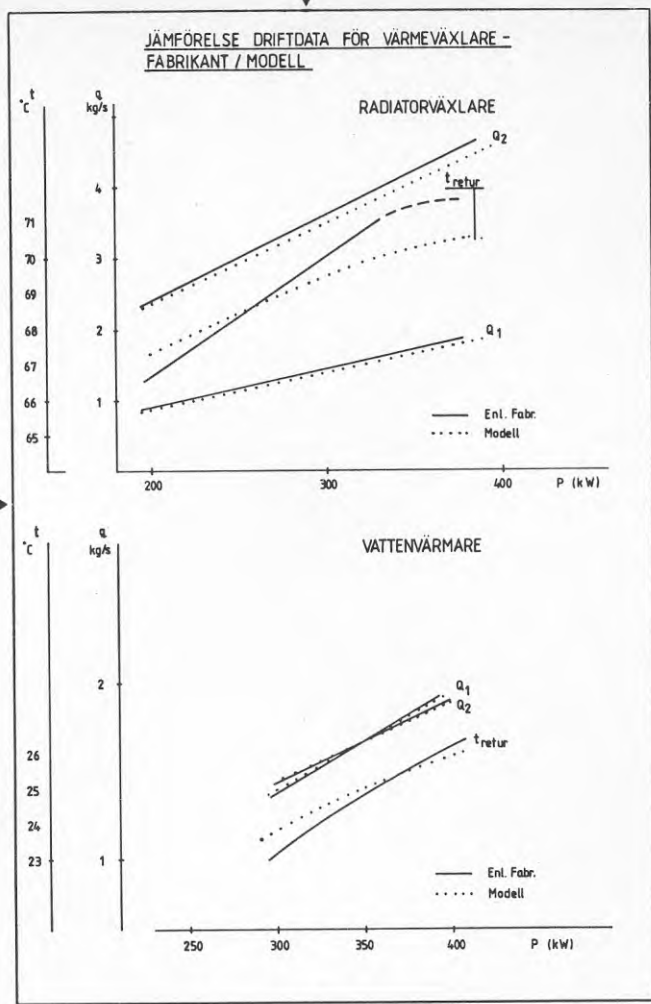 JÄMFÖRELSE DRIFTDATA FÖR VÄRMEVÄXLARE -
FABRIKANT / MODELL
t
°C
q
kg/s
RADIATORVÄXLARE
Q2
4
t retur
71
70
3
69
68
2
67
Q1
66
1
65
Enl. Fabr.
Modell
200
300
400
P (kW)
t
°C
q
kg/s
VATTENVÄRMARE
2
Q1
Q2
26
t retur
25
24
23
1
Enl. Fabr.
Modell
250
300
350
400
P (kW)